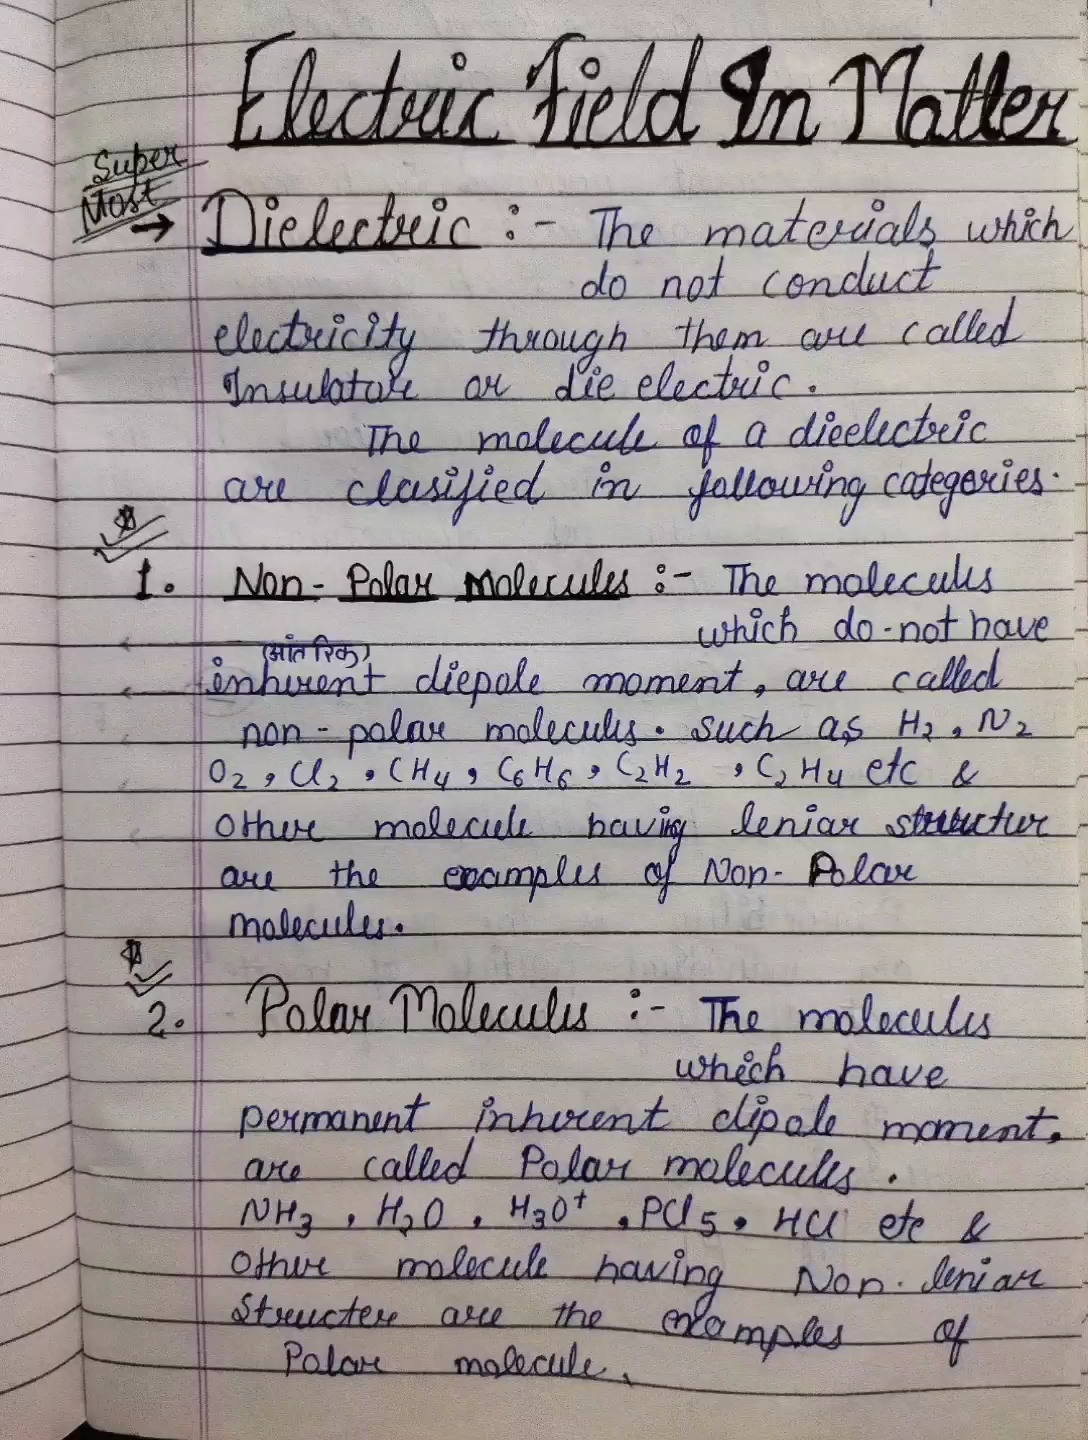 Electric Field In Matter
Super
Most
→ Dielectric :- The materials which
do not conduct
electricity through them are called
Insulator or die electric.
The molecule of a dieelectric
are clasified in following categories.
1. Non-Polar Molecules :- The molecules
which do-not have
(आंतरिक)
inherent diepole moment, are called
non-polar molecules. Such as H₂, N₂
O₂, Cl₂, CH₄, C₆H₆, C₂H₂, C₂H₄ etc &
other molecule having leniar structur
are the examples of Non-Polar
molecules.
2. Polar Molecules :- The molecules
which have
permanent inherent dipole moment.
are called Polar molecules.
NH₃, H₂O, H₃O⁺, PCl₅, HCl etc &
other molecule having Non-leniar
Structer are the examples of
Polar molecule.